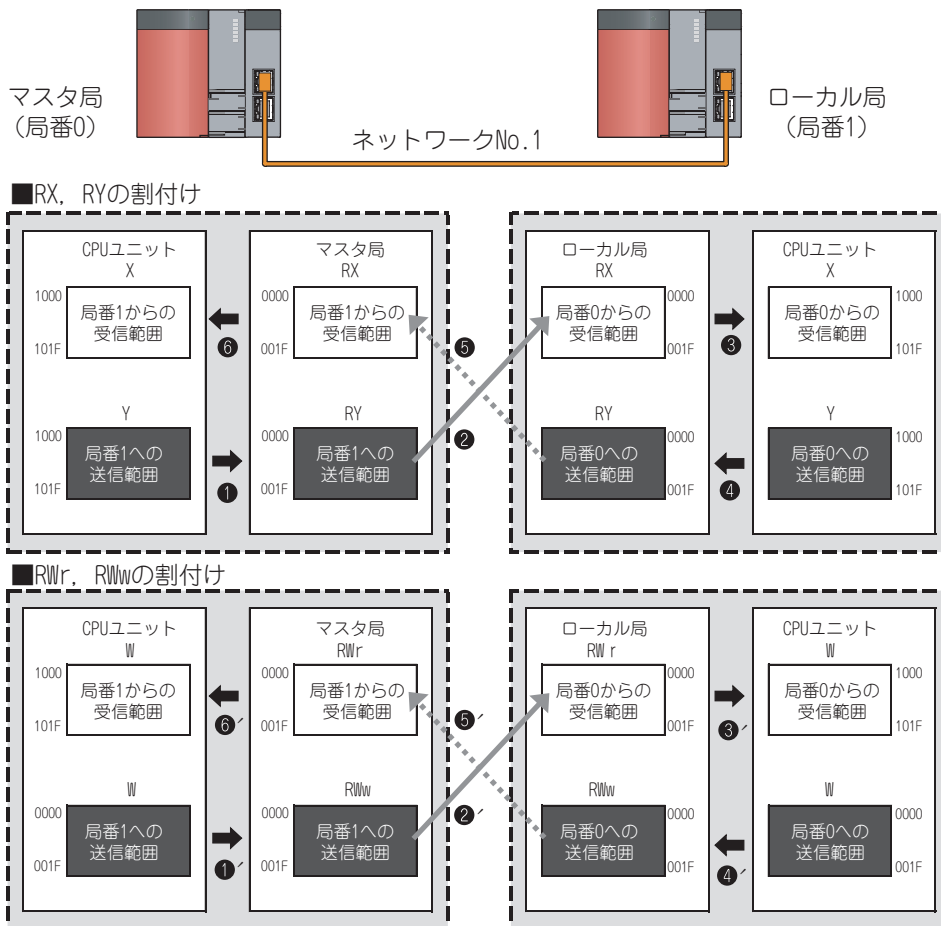 マスタ局
(局番0)
ネットワークNo.1
ローカル局
(局番1)
■RX, RYの割付け
CPUユニット
X
1000
局番1からの
受信範囲
101F
❻
マスタ局
RX
0000
局番1からの
受信範囲
001F
❺
ローカル局
RX
局番0からの
受信範囲
0000
001F
❸
CPUユニット
X
局番0からの
受信範囲
1000
101F
Y
1000
局番1への
送信範囲
101F
❶
RY
0000
局番1への
送信範囲
001F
❷
RY
局番0への
送信範囲
0000
001F
❹
Y
局番0への
送信範囲
1000
101F
■RWr, RWwの割付け
CPUユニット
W
1000
局番1からの
受信範囲
101F
❻′
マスタ局
RWr
0000
局番1からの
受信範囲
001F
❺′
ローカル局
RW r
局番0からの
受信範囲
0000
001F
❸′
CPUユニット
W
局番0からの
受信範囲
1000
101F
W
0000
局番1への
送信範囲
001F
❶′
RWw
0000
局番1への
送信範囲
001F
❷′
RWw
局番0への
送信範囲
0000
001F
❹′
W
局番0への
送信範囲
0000
001F